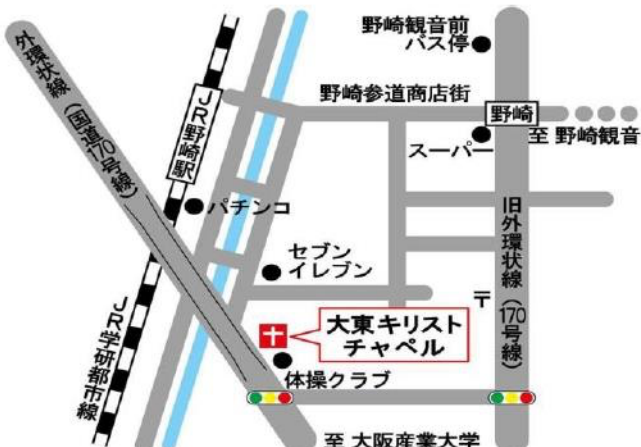 外環状線(国道170号線)
JR野崎駅
JR学研都市線
パチンコ
野崎観音前
バス停
野崎参道商店街
野崎
スーパー
至 野崎観音
セブン
イレブン
旧外環状線(170号線)
〒
大東キリスト
チャペル
体操クラブ
至 大阪産業大学